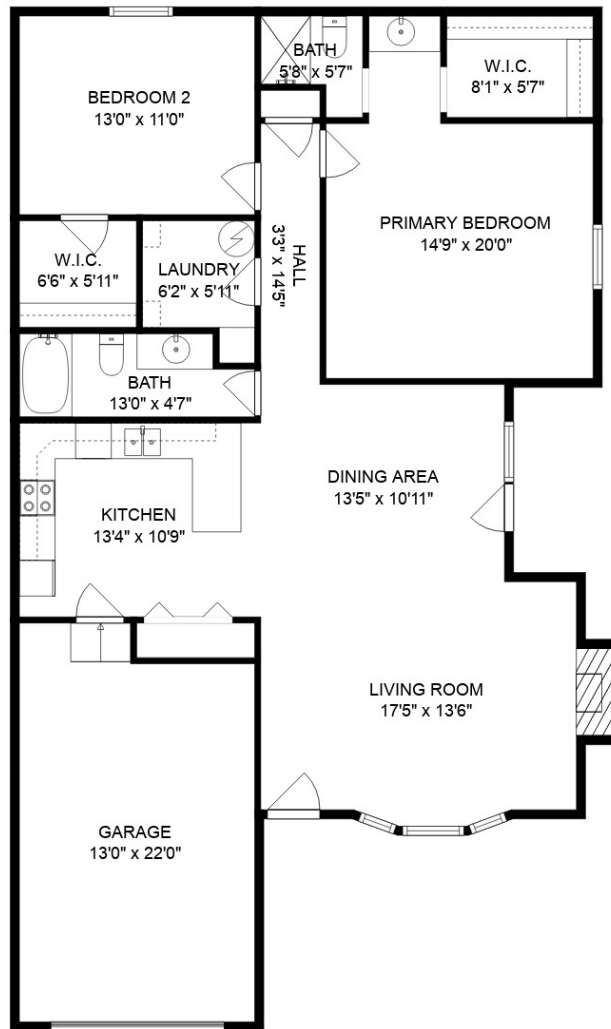 BATH
5'8" x 5'7"
W.I.C.
8'1" x 5'7"
BEDROOM 2
13'0" x 11'0"
PRIMARY BEDROOM
14'9" x 20'0"
HALL
3'3" x 14'5"
W.I.C.
6'6" x 5'11"
LAUNDRY
6'2" x 5'11"
BATH
13'0" x 4'7"
DINING AREA
13'5" x 10'11"
KITCHEN
13'4" x 10'9"
LIVING ROOM
17'5" x 13'6"
GARAGE
13'0" x 22'0"